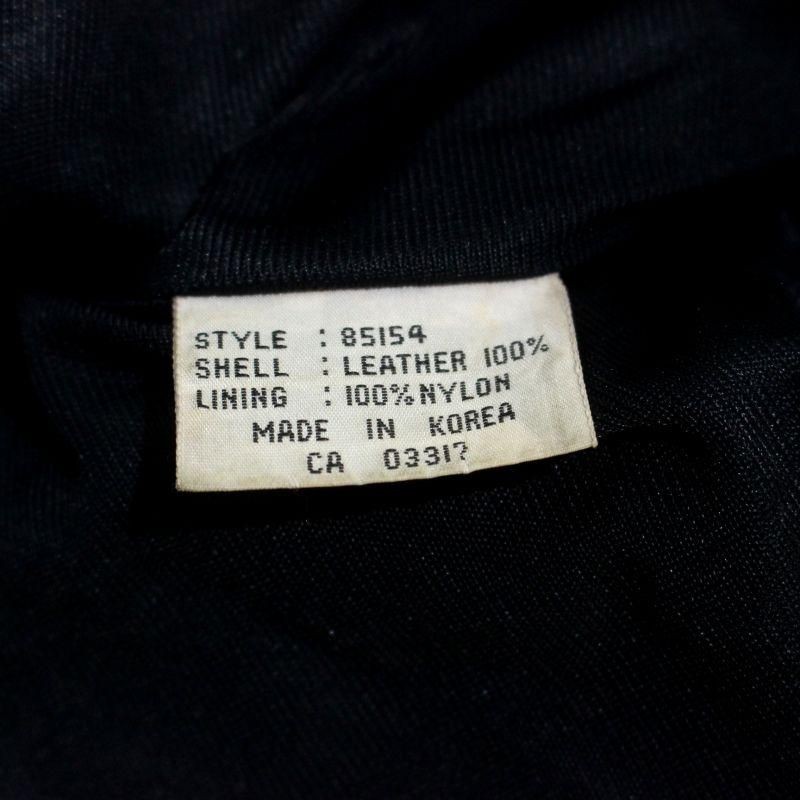 STYLE : 85154
SHELL : LEATHER 100%
LINING : 100% NYLON
MADE IN KOREA
CA 03317